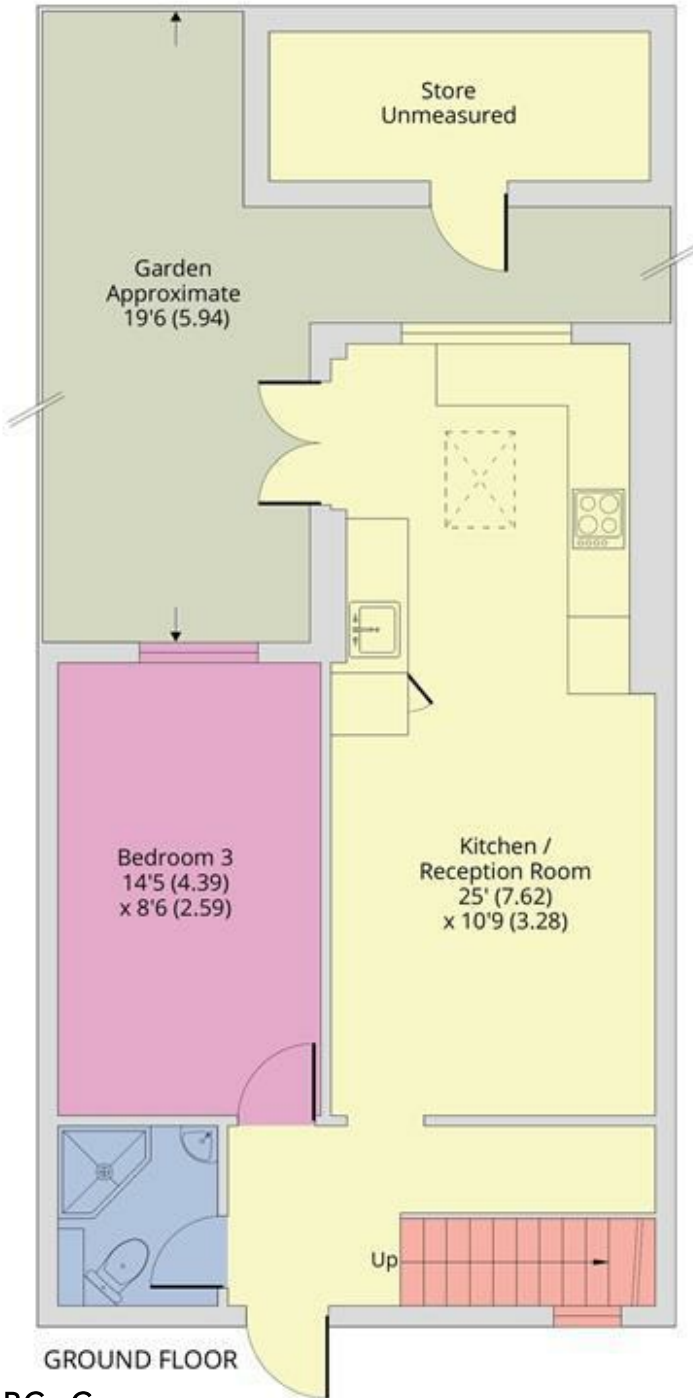 Store
Unmeasured
Garden
Approximate
19'6 (5.94)
Bedroom 3
14'5 (4.39)
x 8'6 (2.59)
Kitchen /
Reception Room
25' (7.62)
x 10'9 (3.28)
Up
GROUND FLOOR